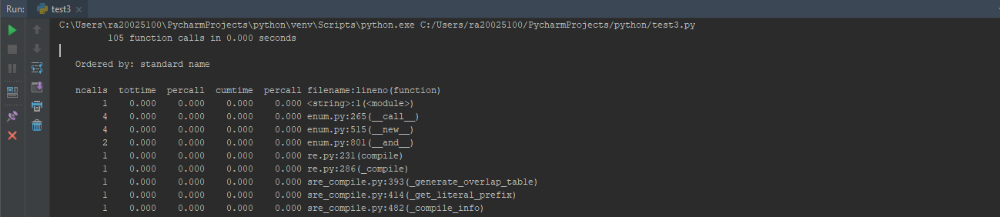 Run: test3
C:\Users\ra20025100\PycharmProjects\python\venv\Scripts\python.exe C:/Users/ra20025100/PycharmProjects/python/test3.py
105 function calls in 0.000 seconds
Ordered by: standard name
ncalls tottime percall cumtime percall filename:lineno(function)
1 0.000 0.000 0.000 0.000 <string>:1(<module>)
4 0.000 0.000 0.000 0.000 enum.py:265(__call__)
4 0.000 0.000 0.000 0.000 enum.py:515(__new__)
2 0.000 0.000 0.000 0.000 enum.py:801(__and__)
1 0.000 0.000 0.000 0.000 re.py:231(compile)
1 0.000 0.000 0.000 0.000 re.py:286(_compile)
1 0.000 0.000 0.000 0.000 sre_compile.py:393(_generate_overlap_table)
1 0.000 0.000 0.000 0.000 sre_compile.py:414(_get_literal_prefix)
1 0.000 0.000 0.000 0.000 sre_compile.py:482(_compile_info)